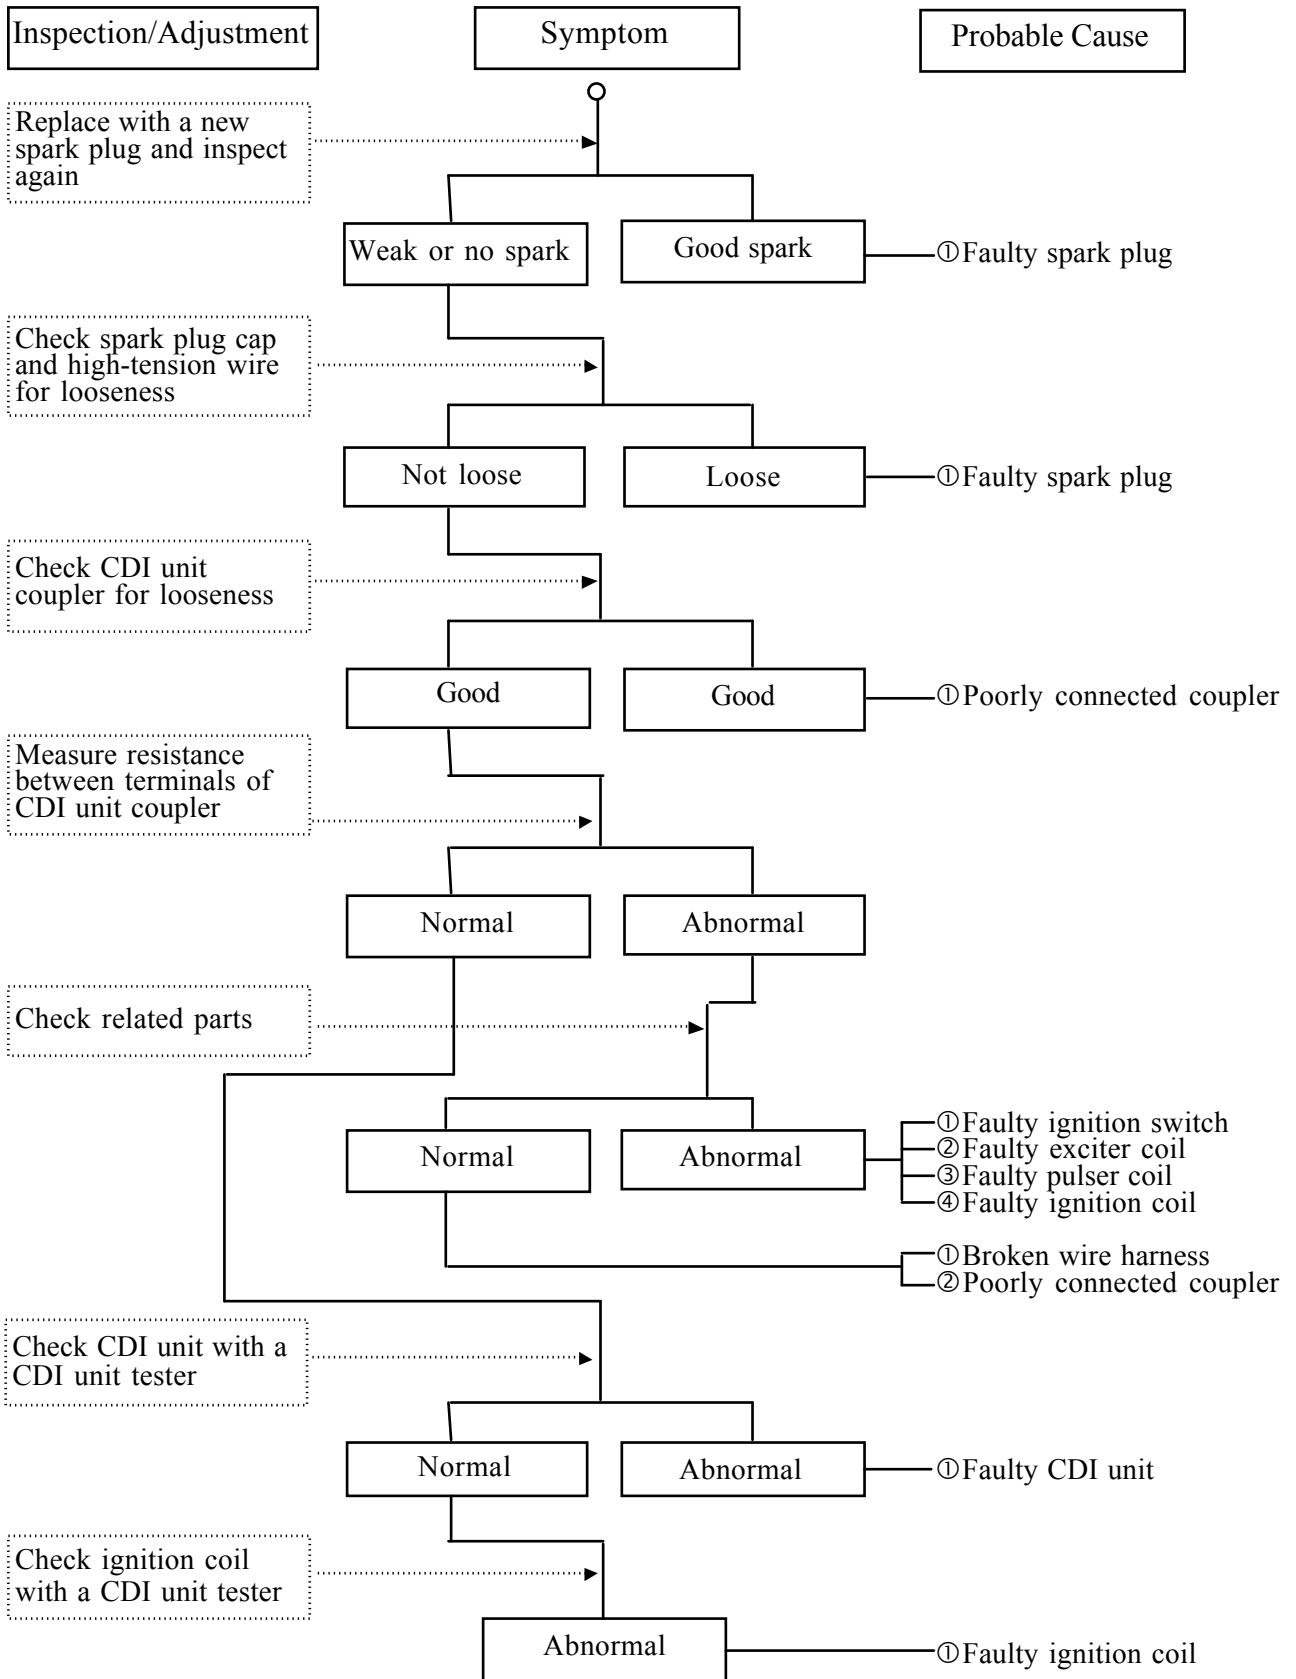 Inspection/Adjustment
Symptom
Probable Cause
Replace with a new
spark plug and inspect
again
Weak or no spark
Good spark
①Faulty spark plug
Check spark plug cap
and high-tension wire
for looseness
Not loose
Loose
①Faulty spark plug
Check CDI unit
coupler for looseness
Good
Good
①Poorly connected coupler
Measure resistance
between terminals of
CDI unit coupler
Normal
Abnormal
Check related parts
Normal
Abnormal
①Faulty ignition switch
②Faulty exciter coil
③Faulty pulser coil
④Faulty ignition coil
①Broken wire harness
②Poorly connected coupler
Check CDI unit with a
CDI unit tester
Normal
Abnormal
①Faulty CDI unit
Check ignition coil
with a CDI unit tester
Abnormal
①Faulty ignition coil